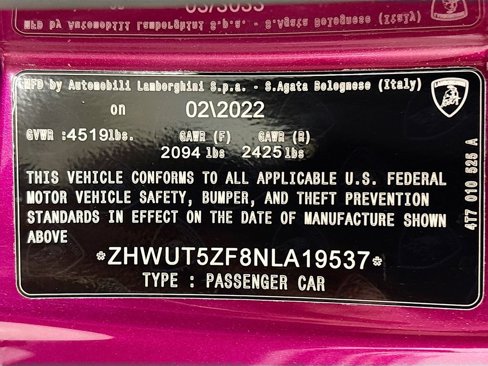 MFD by Automobili Lamborghini S.p.a. - S.Agata Bolognese (Italy)
on 02\2022
GVWR :4519lbs. GAWR (F) GAWR (R)
2094 lbs 2425lbs
THIS VEHICLE CONFORMS TO ALL APPLICABLE U.S. FEDERAL
MOTOR VEHICLE SAFETY, BUMPER, AND THEFT PREVENTION
STANDARDS IN EFFECT ON THE DATE OF MANUFACTURE SHOWN
ABOVE
*ZHWUT5ZF8NLA19537*
TYPE : PASSENGER CAR
LAMBORGHINI
4T7 010 525 A